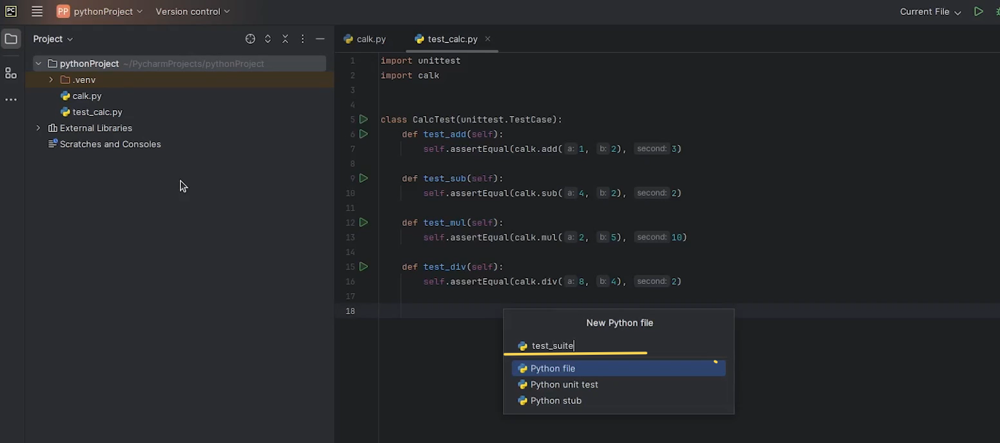 PC
PP pythonProject Version control Current File
Project
pythonProject ~/PycharmProjects/pythonProject
.venv
calk.py
test_calc.py
External Libraries
Scratches and Consoles
calk.py test_calc.py
1 import unittest
2 import calk
3
4
5 class CalcTest(unittest.TestCase):
6 def test_add(self):
7 self.assertEqual(calk.add( a: 1, b: 2), second: 3)
8
9 def test_sub(self):
10 self.assertEqual(calk.sub( a: 4, b: 2), second: 2)
11
12 def test_mul(self):
13 self.assertEqual(calk.mul( a: 2, b: 5), second: 10)
14
15 def test_div(self):
16 self.assertEqual(calk.div( a: 8, b: 4), second: 2)
17
18
New Python file
test_suite
Python file
Python unit test
Python stub